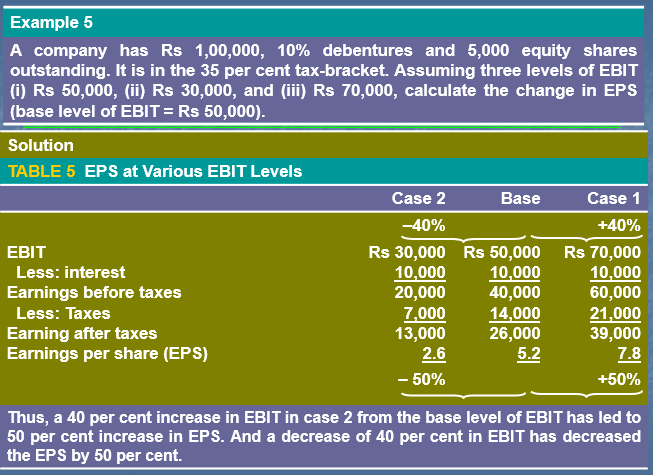 Example 5
A company has Rs 1,00,000, 10% debentures and 5,000 equity shares
outstanding. It is in the 35 per cent tax-bracket. Assuming three levels of EBIT
(i) Rs 50,000, (ii) Rs 30,000, and (iii) Rs 70,000, calculate the change in EPS
(base level of EBIT = Rs 50,000).
Solution
TABLE 5 EPS at Various EBIT Levels
Case 2 Base Case 1
–40% +40%
EBIT Rs 30,000 Rs 50,000 Rs 70,000
Less: interest 10,000 10,000 10,000
Earnings before taxes 20,000 40,000 60,000
Less: Taxes 7,000 14,000 21,000
Earning after taxes 13,000 26,000 39,000
Earnings per share (EPS) 2.6 5.2 7.8
– 50% +50%
Thus, a 40 per cent increase in EBIT in case 2 from the base level of EBIT has led to
50 per cent increase in EPS. And a decrease of 40 per cent in EBIT has decreased
the EPS by 50 per cent.